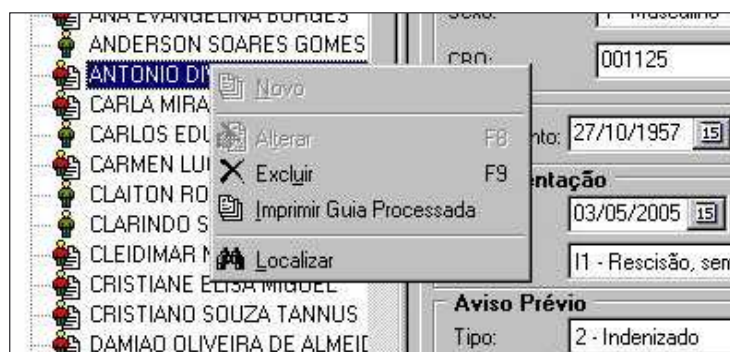 ANA EVANGELINA BORGES
ANDERSON SOARES GOMES
ANTONIO
CARLA MIRA
CARLOS EDU
CARMEN LU
CLAITON RO
CLARINDO S
CLEIDIMAR
CRISTIANE ELISA MIGUEL
CRISTIANO SOUZA TANNUS
DAMIAO OLIVEIRA DE ALMEID
Novo
Alterar F8
Excluir F9
Imprimir Guia Processada
Localizar
Sexo: 1 - Masculino
CBO: 001125
nto: 27/10/1957 15
entação
03/05/2005 15
I1 - Rescisão, sem
Aviso Prévio
Tipo: 2 - Indenizado